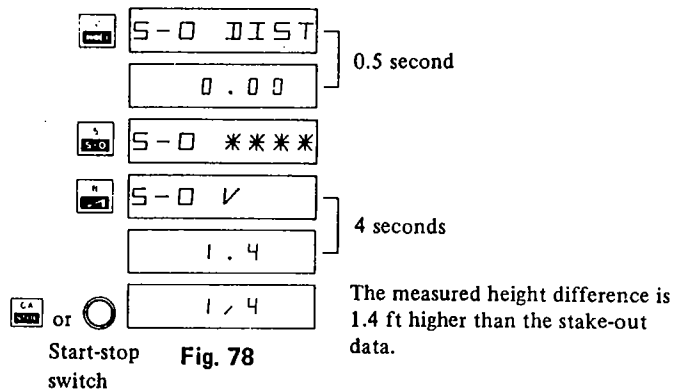 S-O DIST
0.5 second
0.00
S
S-O
S-O ****
S-O V
4 seconds
1.4
CA
or
1,4
The measured height difference is
1.4 ft higher than the stake-out
data.
Start-stop
switch
Fig. 78